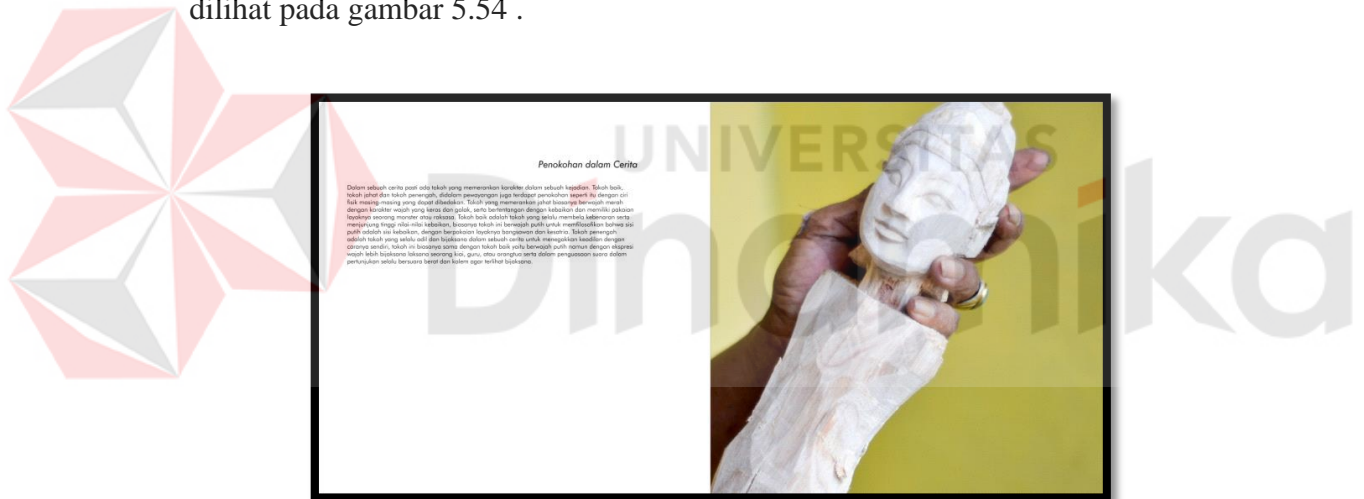 dilihat pada gambar 5.54 .
UNIVERSITAS
Dinamika
Penokohan dalam Cerita
Dalam sebuah cerita pasti ada tokoh yang memerankan karakter dalam sebuah kejadian. Tokoh baik,
tokoh jahat dan tokoh penengah, didalam pewayangan juga terdapat penokohan seperti itu dengan ciri
fisik masing-masing yang dapat dibedakan. Tokoh yang memerankan jahat biasanya berwajah merah
dengan karakter wajah yang keras dan galak, serta bertentangan dengan kebaikan dan memiliki pakaian
layaknya seorang monster atau raksasa. Tokoh baik adalah tokoh yang selalu membela kebenaran serta
menjunjung tinggi nilai-nilai kebaikan, biasanya tokoh ini berwajah putih untuk memfilosofikan bahwa sisi
putih adalah sisi kebaikan, dengan berpakaian layaknya bangsawan dan kesatria. Tokoh penengah
adalah tokoh yang selalu adil dan bijaksana dalam sebuah cerita untuk menegakkan keadilan dengan
caranya sendiri, tokoh ini biasanya sama dengan tokoh baik yaitu berwajah putih namun dengan ekspresi
wajah lebih bijaksana laksana seorang kiai, guru, atau orangtua serta dalam penguasaan suara dalam
pertunjukan selalu bersuara berat dan kalem agar terlihat bijaksana.